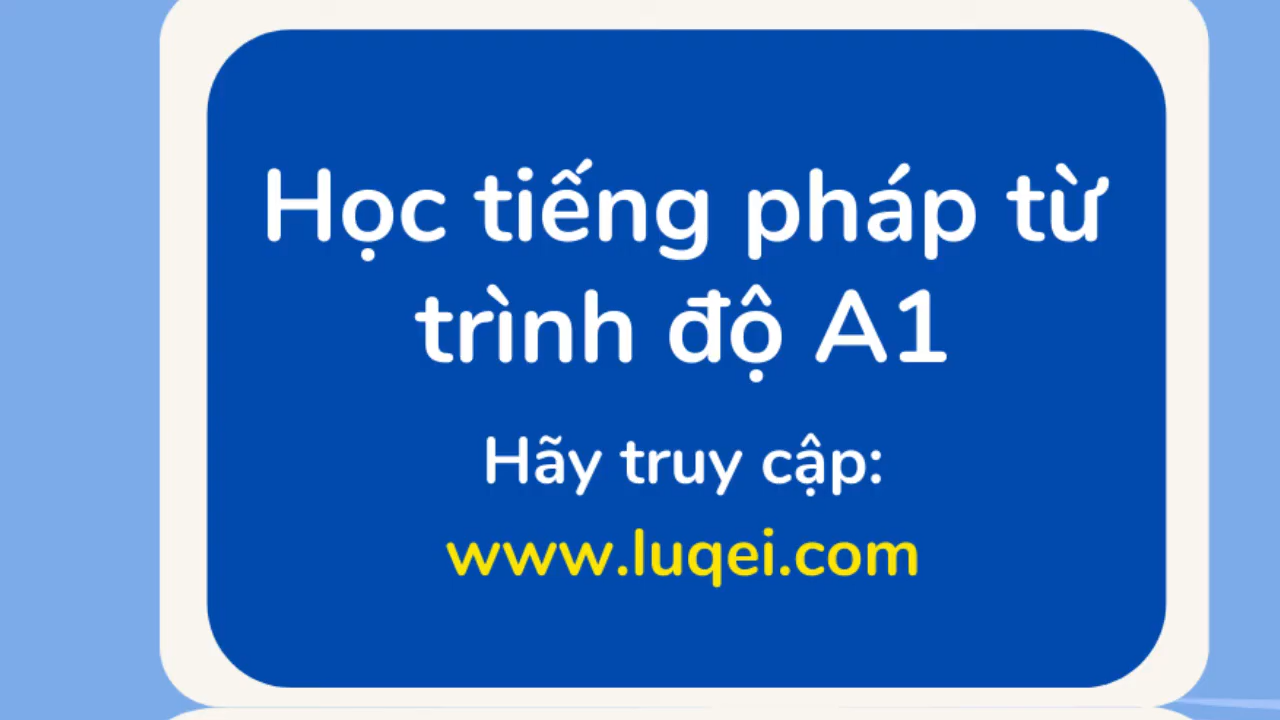 Học tiếng pháp từ
trình độ A1
Hãy truy cập:
www.luqei.com